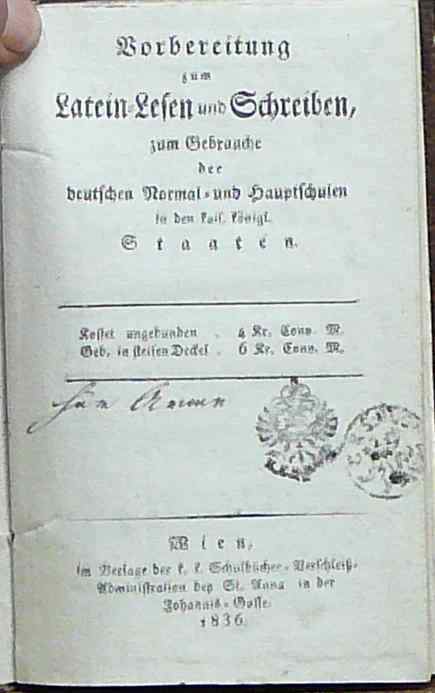 Vorbereitung
zum
Latein-Lesen und Schreiben,
zum Gebrauche
der
deutschen Normal- und Hauptschulen
in den kais. königl.
Staaten.
Kostet ungebunden . 4 Kr. Conv. M.
Geb. in steifen Deckel . 6 Kr. Conv. M.
Für Arme
Wien,
im Verlage der k. k. Schulbücher-Verschleiß-
Administration bey St. Anna in der
Johannis-Gasse.
1836.